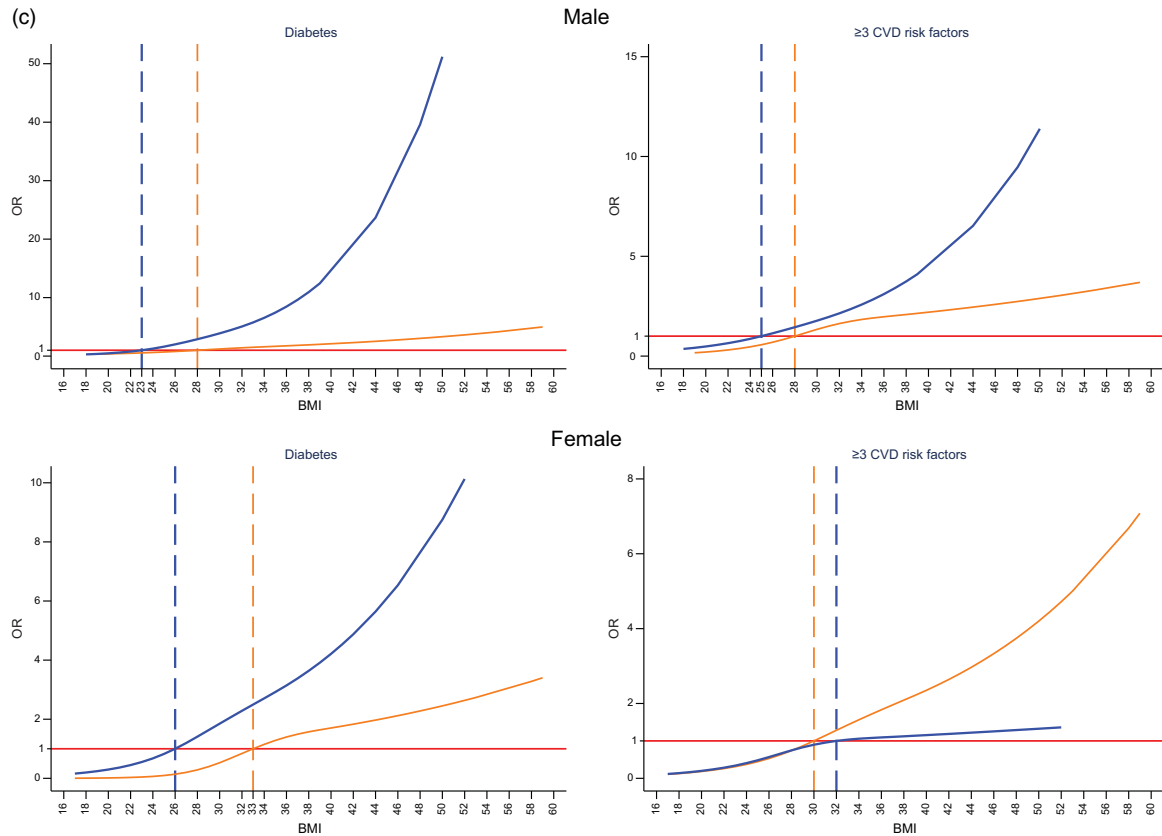 (c)
Male
Diabetes
≥3 CVD risk factors
50
40
30
20
10
1
0
OR
16 18 20 22 23 24 26 28 30 32 34 36 38 40 42 44 46 48 50 52 54 56 58 60
BMI
15
10
5
1
0
OR
16 18 20 22 24 25 26 28 30 32 34 36 38 40 42 44 46 48 50 52 54 56 58 60
BMI
Female
Diabetes
≥3 CVD risk factors
10
8
6
4
2
1
0
OR
16 18 20 22 24 26 28 30 32 33 34 36 38 40 42 44 46 48 50 52 54 56 58 60
BMI
8
6
4
2
1
0
OR
16 18 20 22 24 26 28 30 32 34 36 38 40 42 44 46 48 50 52 54 56 58 60
BMI